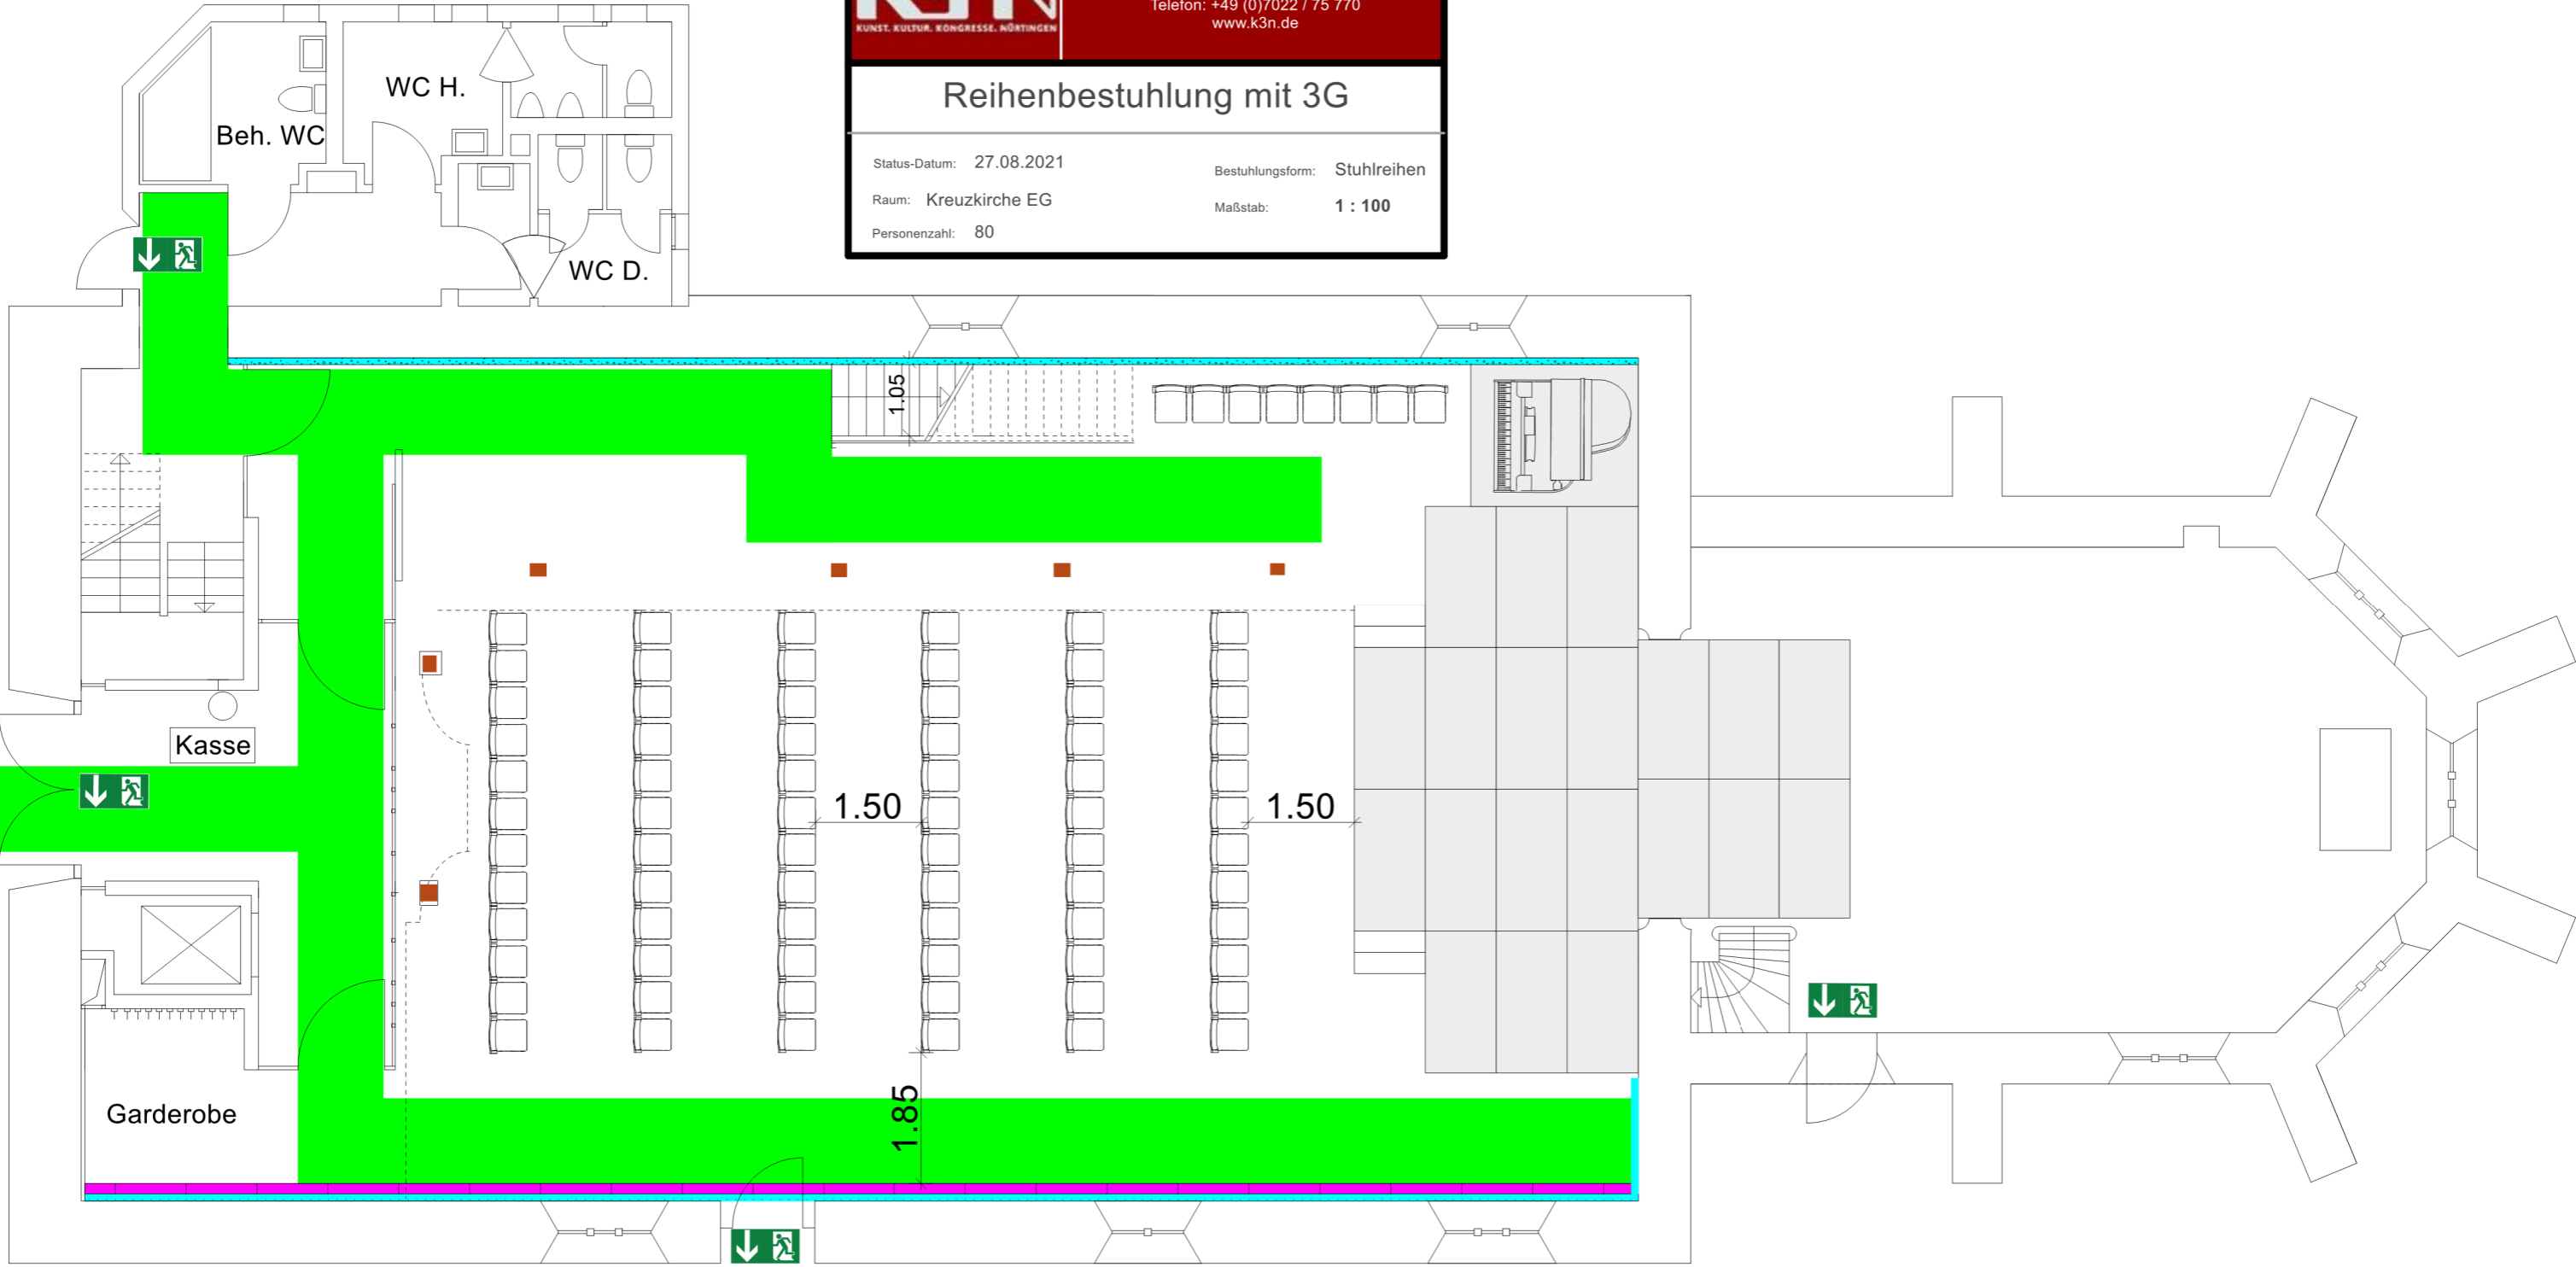 K3N
KUNST. KULTUR. KONGRESSE. NÜRTINGEN
Telefon: +49 (0)7022 / 75 770
www.k3n.de
Reihenbestuhlung mit 3G
Status-Datum: 27.08.2021
Bestuhlungsform: Stuhlreihen
Raum: Kreuzkirche EG
Maßstab: 1 : 100
Personenzahl: 80
WC H.
Beh. WC
WC D.
1.05
Kasse
1.50
1.50
1.85
Garderobe